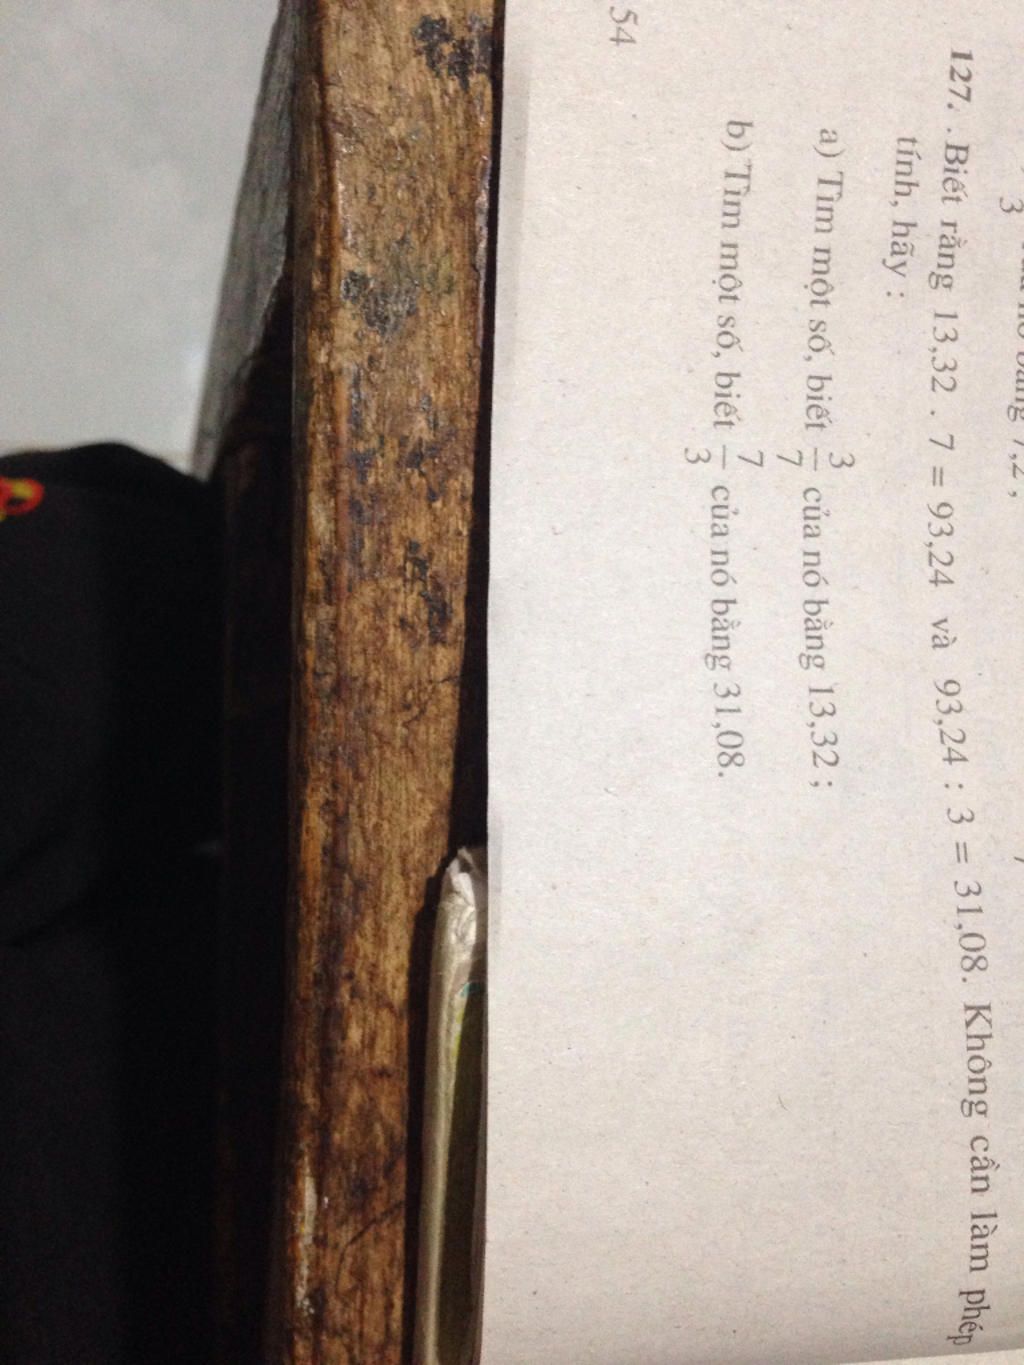 3
127. Biết rằng 13,32 . 7 = 93,24 và 93,24 : 3 = 31,08. Không cần làm phép
tính, hãy :
a) Tìm một số, biết 3/7 của nó bằng 13,32 ;
b) Tìm một số, biết 7/3 của nó bằng 31,08.
54